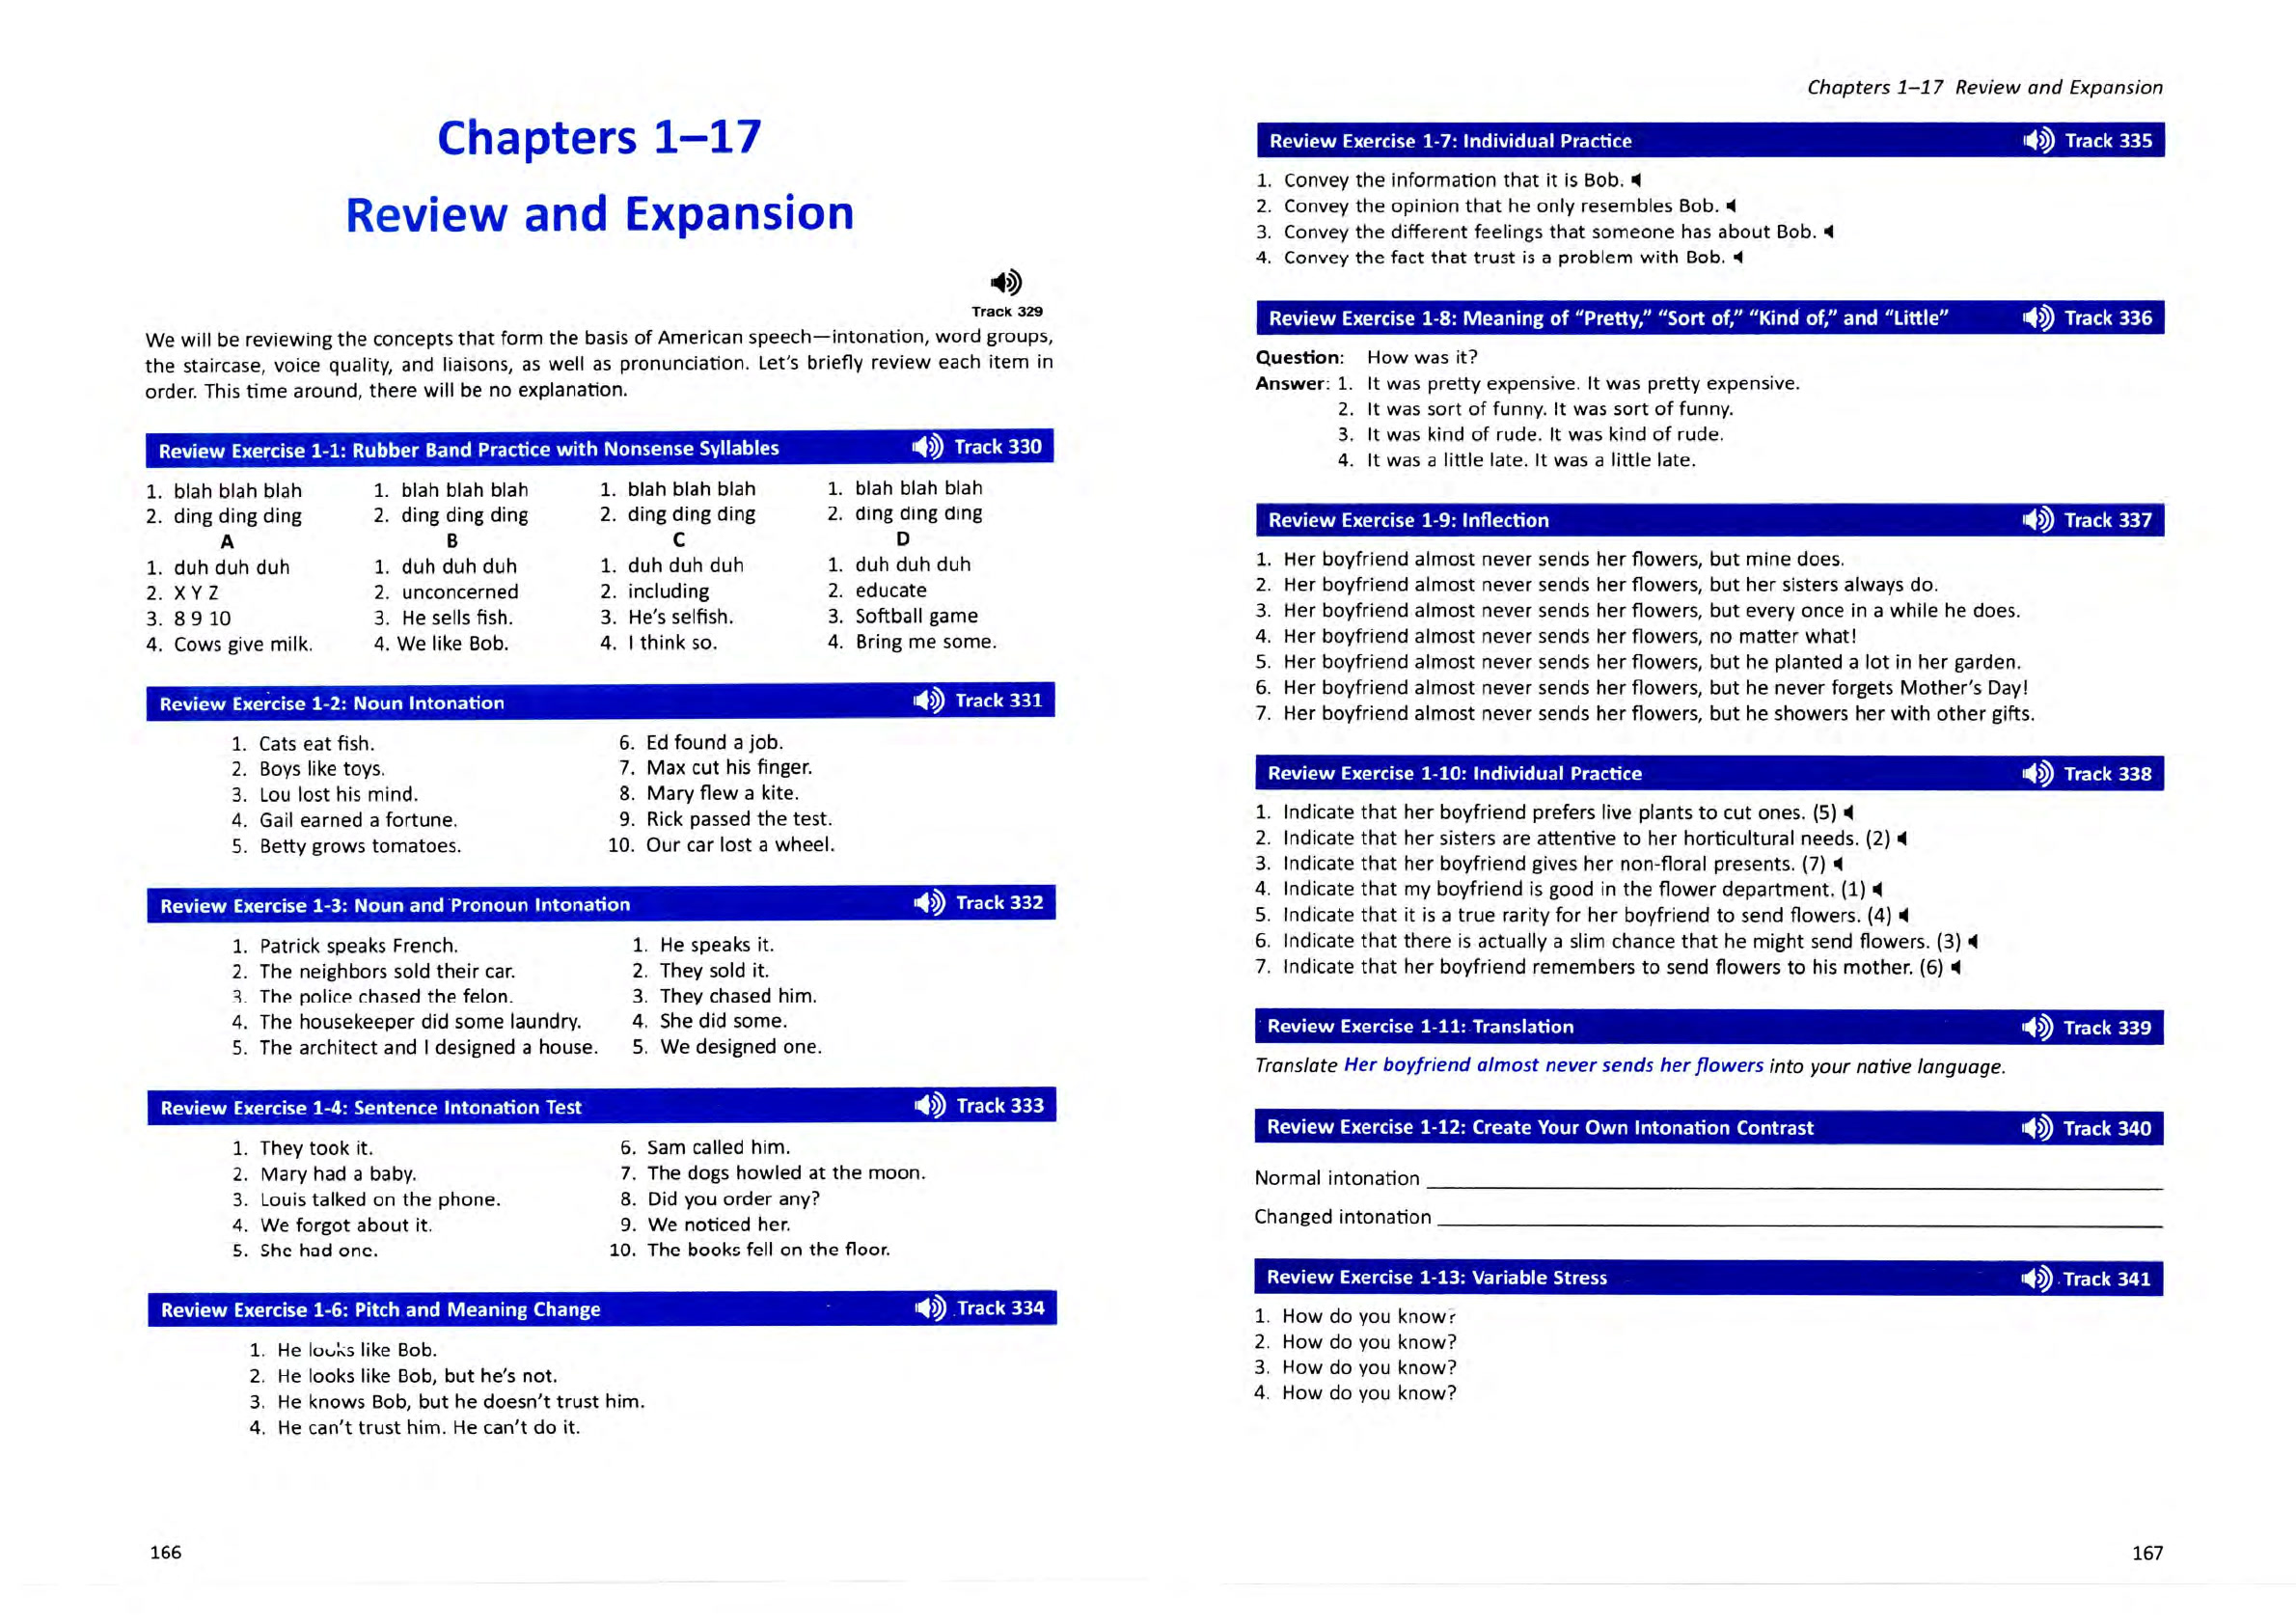 Chapters 1–17
Review and Expansion
Track 329
We will be reviewing the concepts that form the basis of American speech—intonation, word groups,
the staircase, voice quality, and liaisons, as well as pronunciation. Let's briefly review each item in
order. This time around, there will be no explanation.
Review Exercise 1-1: Rubber Band Practice with Nonsense Syllables Track 330
1. blah blah blah 1. blah blah blah 1. blah blah blah 1. blah blah blah
2. ding ding ding 2. ding ding ding 2. ding ding ding 2. ding ding ding
A B C D
1. duh duh duh 1. duh duh duh 1. duh duh duh 1. duh duh duh
2. X Y Z 2. unconcerned 2. including 2. educate
3. 8 9 10 3. He sells fish. 3. He's selfish. 3. Softball game
4. Cows give milk. 4. We like Bob. 4. I think so. 4. Bring me some.
Review Exercise 1-2: Noun Intonation Track 331
1. Cats eat fish. 6. Ed found a job.
2. Boys like toys. 7. Max cut his finger.
3. Lou lost his mind. 8. Mary flew a kite.
4. Gail earned a fortune. 9. Rick passed the test.
5. Betty grows tomatoes. 10. Our car lost a wheel.
Review Exercise 1-3: Noun and Pronoun Intonation Track 332
1. Patrick speaks French. 1. He speaks it.
2. The neighbors sold their car. 2. They sold it.
3. The police chased the felon. 3. They chased him.
4. The housekeeper did some laundry. 4. She did some.
5. The architect and I designed a house. 5. We designed one.
Review Exercise 1-4: Sentence Intonation Test Track 333
1. They took it. 6. Sam called him.
2. Mary had a baby. 7. The dogs howled at the moon.
3. Louis talked on the phone. 8. Did you order any?
4. We forgot about it. 9. We noticed her.
5. She had one. 10. The books fell on the floor.
Review Exercise 1-6: Pitch and Meaning Change Track 334
1. He looks like Bob.
2. He looks like Bob, but he's not.
3. He knows Bob, but he doesn't trust him.
4. He can't trust him. He can't do it.
166
Chapters 1–17 Review and Expansion
Review Exercise 1-7: Individual Practice Track 335
1. Convey the information that it is Bob.
2. Convey the opinion that he only resembles Bob.
3. Convey the different feelings that someone has about Bob.
4. Convey the fact that trust is a problem with Bob.
Review Exercise 1-8: Meaning of "Pretty," "Sort of," "Kind of," and "Little" Track 336
Question: How was it?
Answer: 1. It was pretty expensive. It was pretty expensive.
2. It was sort of funny. It was sort of funny.
3. It was kind of rude. It was kind of rude.
4. It was a little late. It was a little late.
Review Exercise 1-9: Inflection Track 337
1. Her boyfriend almost never sends her flowers, but mine does.
2. Her boyfriend almost never sends her flowers, but her sisters always do.
3. Her boyfriend almost never sends her flowers, but every once in a while he does.
4. Her boyfriend almost never sends her flowers, no matter what!
5. Her boyfriend almost never sends her flowers, but he planted a lot in her garden.
6. Her boyfriend almost never sends her flowers, but he never forgets Mother's Day!
7. Her boyfriend almost never sends her flowers, but he showers her with other gifts.
Review Exercise 1-10: Individual Practice Track 338
1. Indicate that her boyfriend prefers live plants to cut ones. (5)
2. Indicate that her sisters are attentive to her horticultural needs. (2)
3. Indicate that her boyfriend gives her non-floral presents. (7)
4. Indicate that my boyfriend is good in the flower department. (1)
5. Indicate that it is a true rarity for her boyfriend to send flowers. (4)
6. Indicate that there is actually a slim chance that he might send flowers. (3)
7. Indicate that her boyfriend remembers to send flowers to his mother. (6)
Review Exercise 1-11: Translation Track 339
Translate Her boyfriend almost never sends her flowers into your native language.
Review Exercise 1-12: Create Your Own Intonation Contrast Track 340
Normal intonation
Changed intonation
Review Exercise 1-13: Variable Stress Track 341
1. How do you know?
2. How do you know?
3. How do you know?
4. How do you know?
167